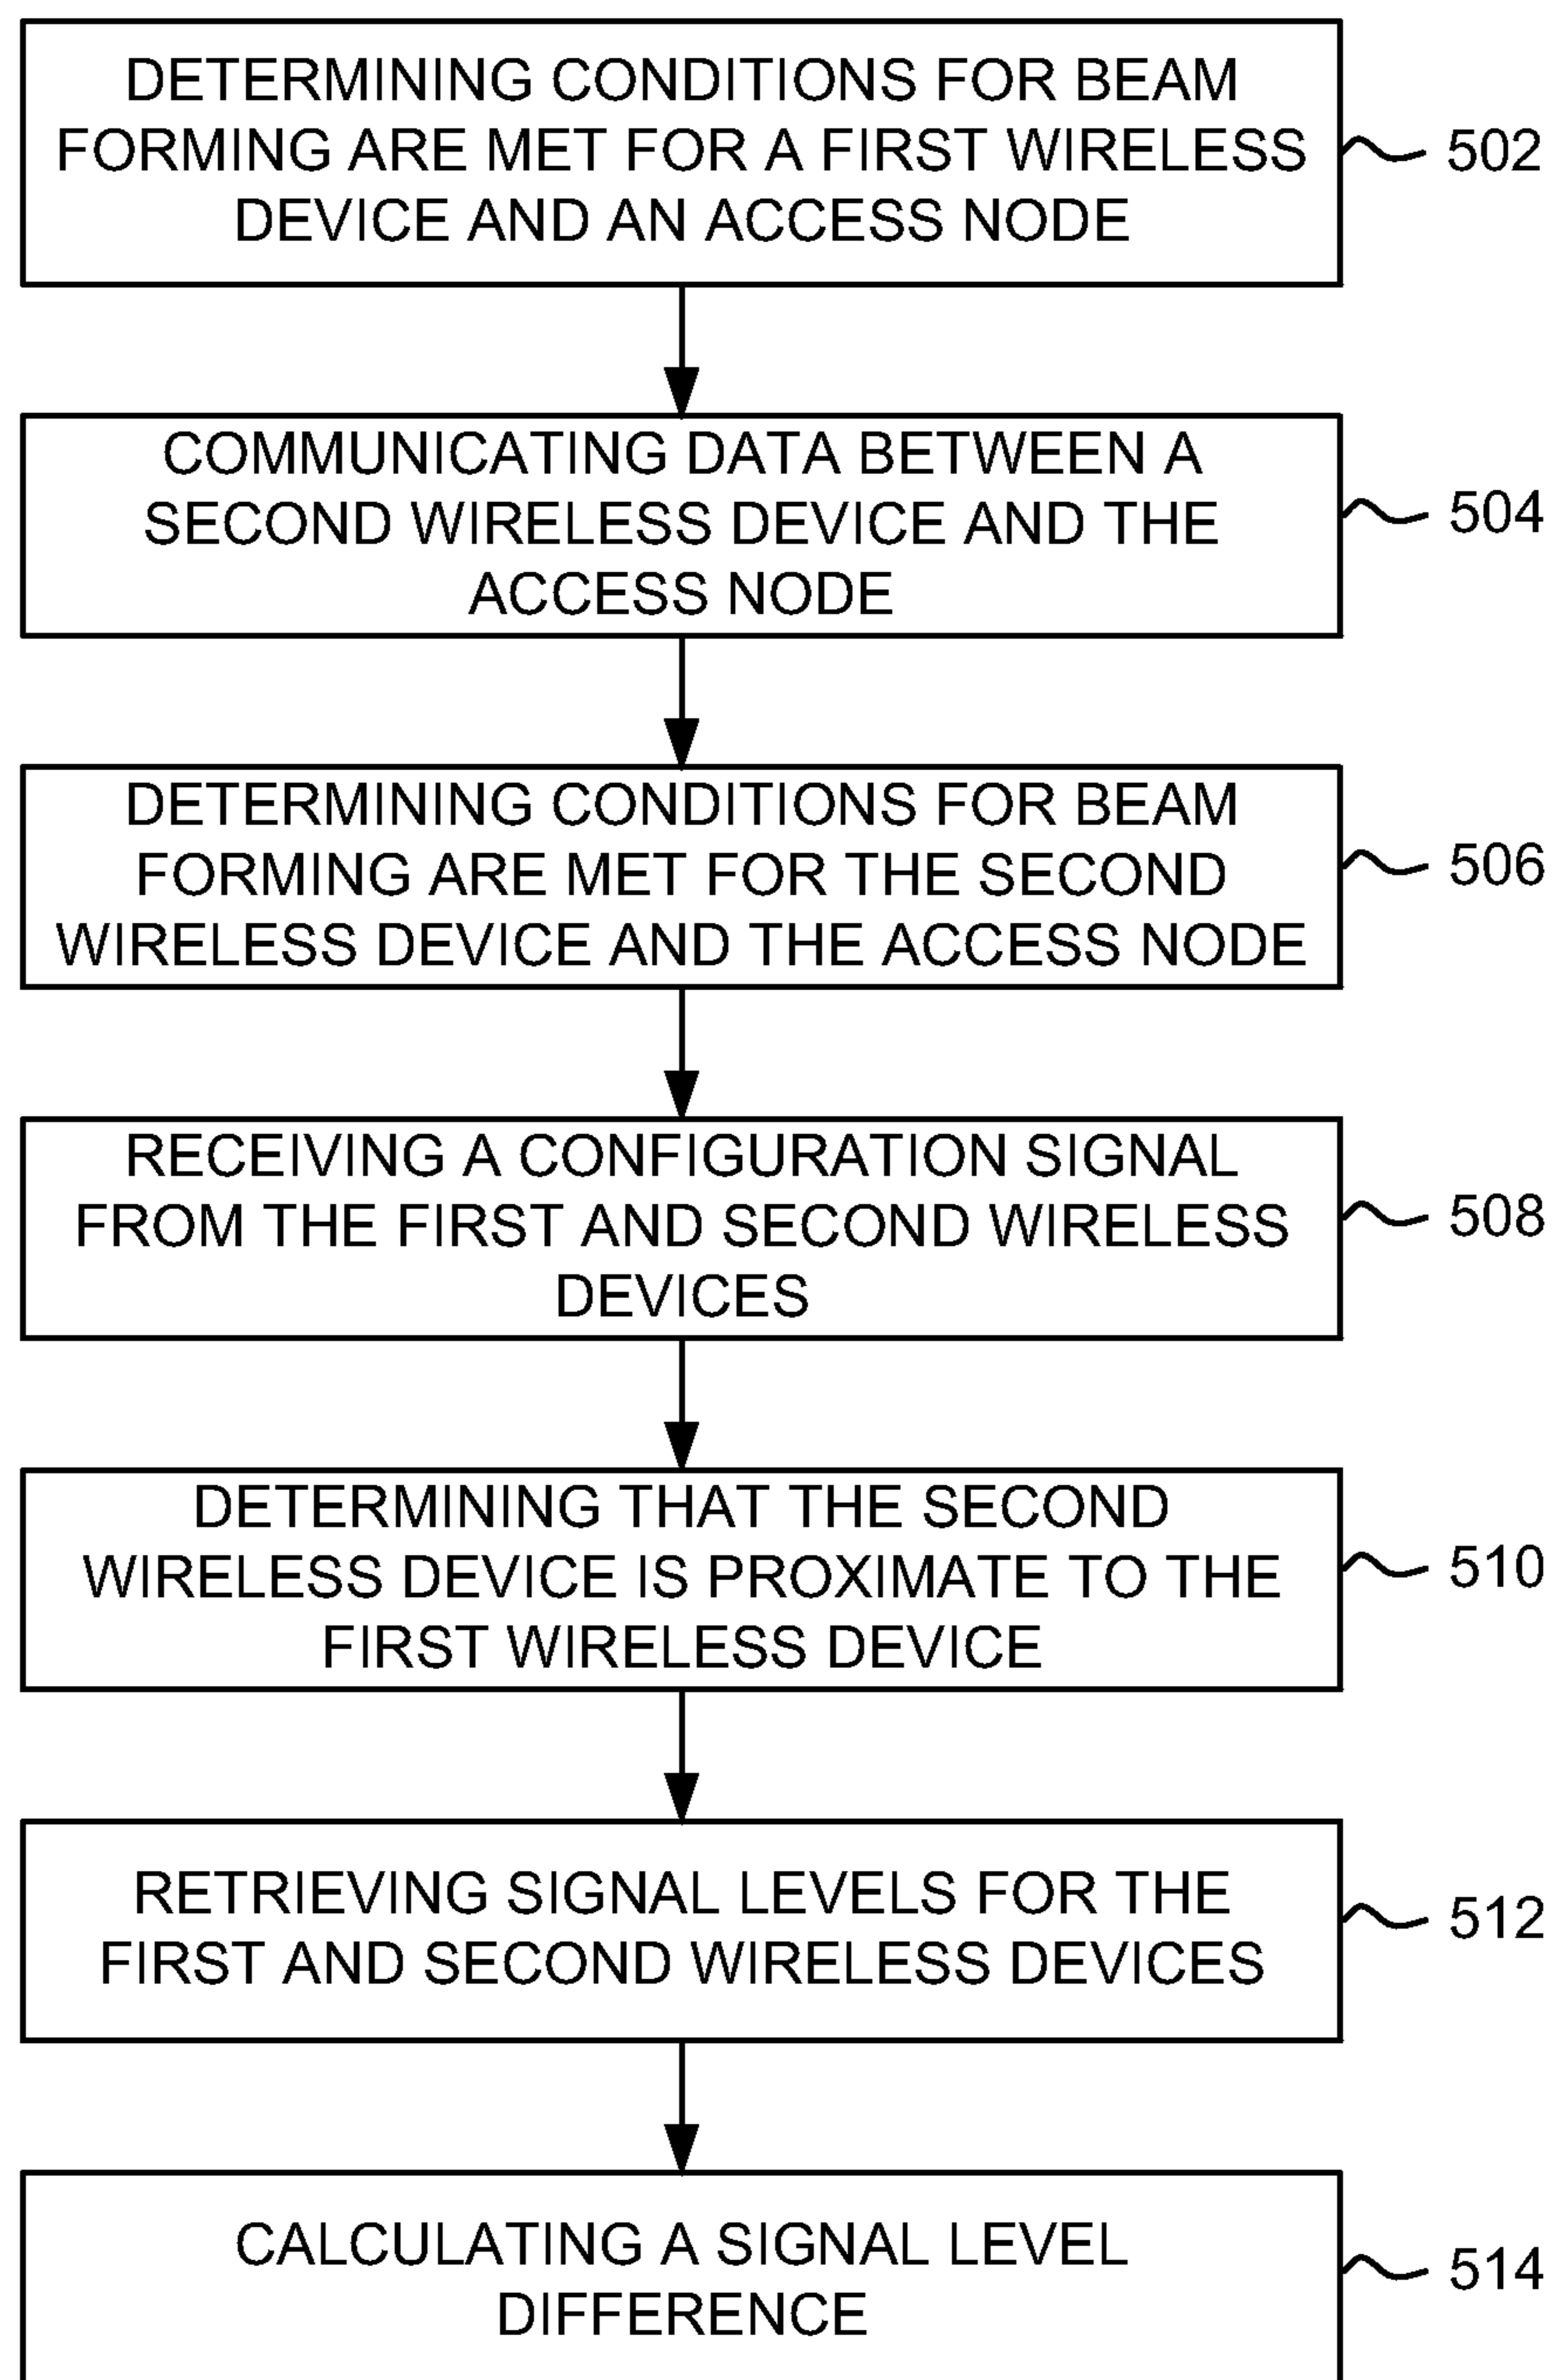 DETERMINING CONDITIONS FOR BEAM
FORMING ARE MET FOR A FIRST WIRELESS
DEVICE AND AN ACCESS NODE
502
COMMUNICATING DATA BETWEEN A
SECOND WIRELESS DEVICE AND THE
ACCESS NODE
504
DETERMINING CONDITIONS FOR BEAM
FORMING ARE MET FOR THE SECOND
WIRELESS DEVICE AND THE ACCESS NODE
506
RECEIVING A CONFIGURATION SIGNAL
FROM THE FIRST AND SECOND WIRELESS
DEVICES
508
DETERMINING THAT THE SECOND
WIRELESS DEVICE IS PROXIMATE TO THE
FIRST WIRELESS DEVICE
510
RETRIEVING SIGNAL LEVELS FOR THE
FIRST AND SECOND WIRELESS DEVICES
512
CALCULATING A SIGNAL LEVEL
DIFFERENCE
514